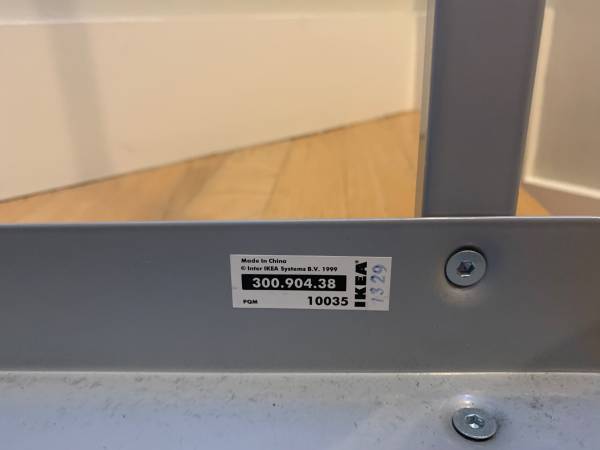 Made in China
© Inter IKEA Systems B.V. 1999
300.904.38
PQM 10035
IKEA®
1329